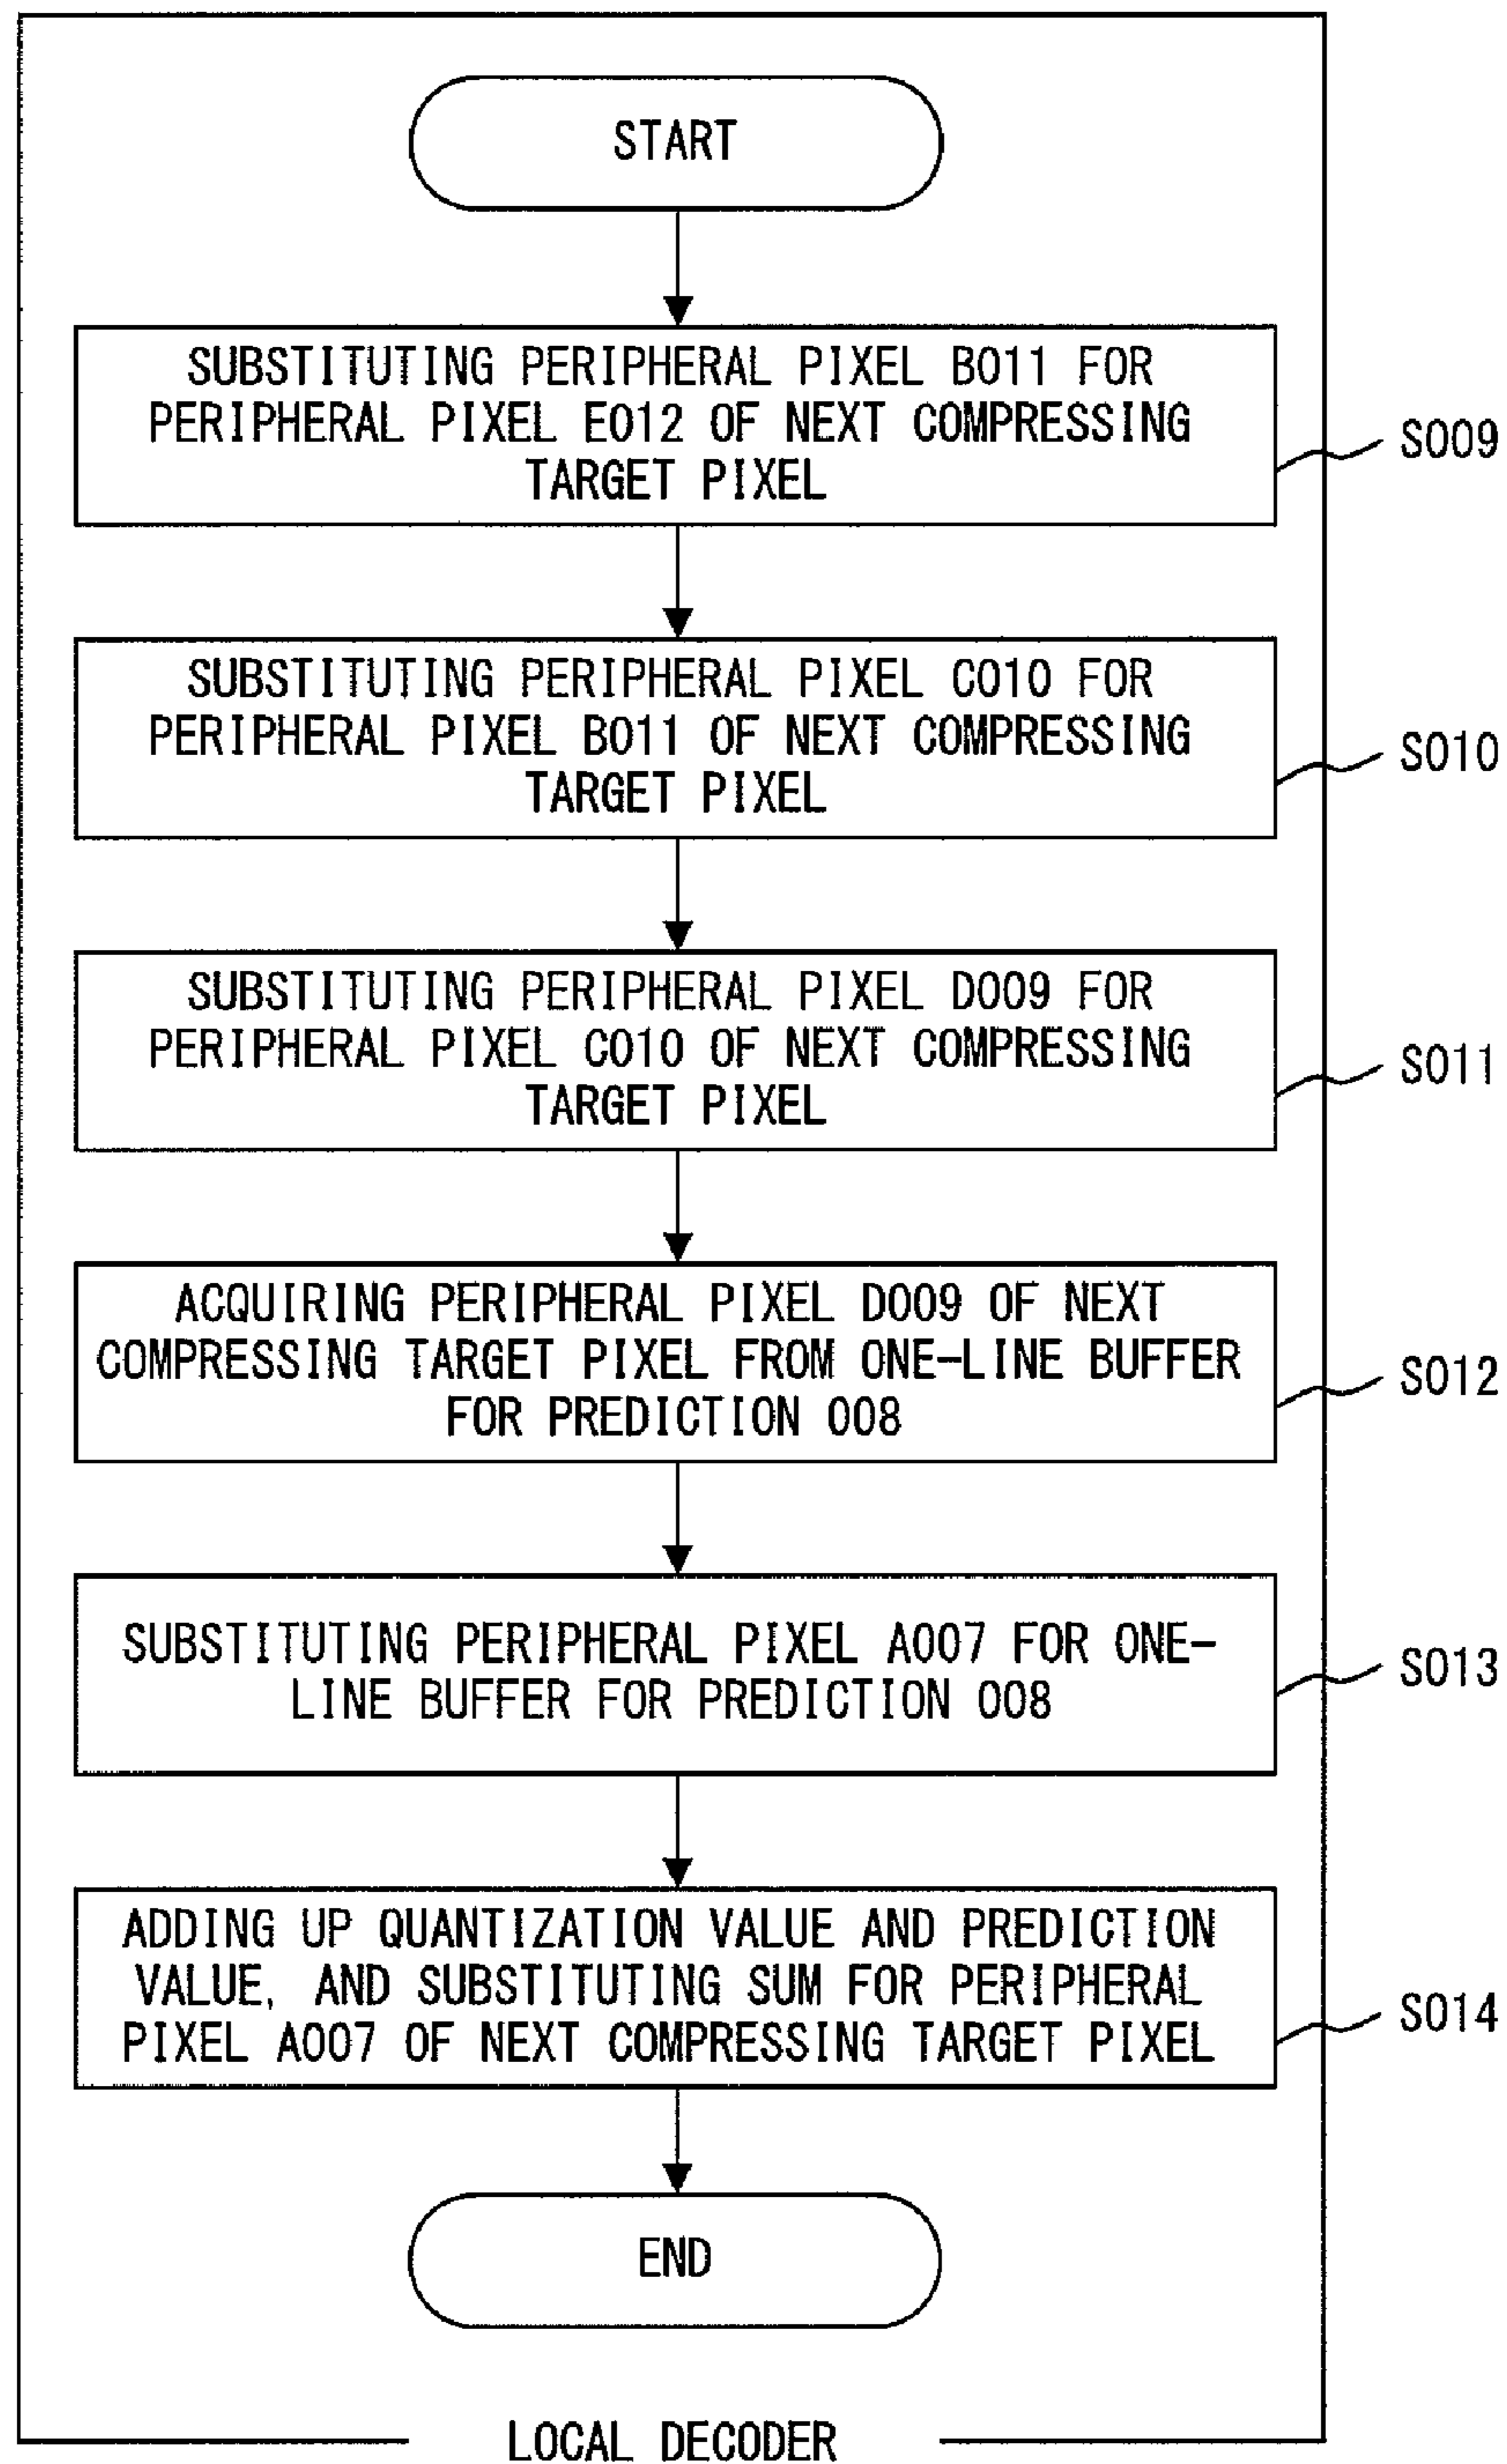 START
SUBSTITUTING PERIPHERAL PIXEL B011 FOR
PERIPHERAL PIXEL E012 OF NEXT COMPRESSING
TARGET PIXEL
S009
SUBSTITUTING PERIPHERAL PIXEL C010 FOR
PERIPHERAL PIXEL B011 OF NEXT COMPRESSING
TARGET PIXEL
S010
SUBSTITUTING PERIPHERAL PIXEL D009 FOR
PERIPHERAL PIXEL C010 OF NEXT COMPRESSING
TARGET PIXEL
S011
ACQUIRING PERIPHERAL PIXEL D009 OF NEXT
COMPRESSING TARGET PIXEL FROM ONE-LINE BUFFER
FOR PREDICTION 008
S012
SUBSTITUTING PERIPHERAL PIXEL A007 FOR ONE-
LINE BUFFER FOR PREDICTION 008
S013
ADDING UP QUANTIZATION VALUE AND PREDICTION
VALUE, AND SUBSTITUTING SUM FOR PERIPHERAL
PIXEL A007 OF NEXT COMPRESSING TARGET PIXEL
S014
END
LOCAL DECODER